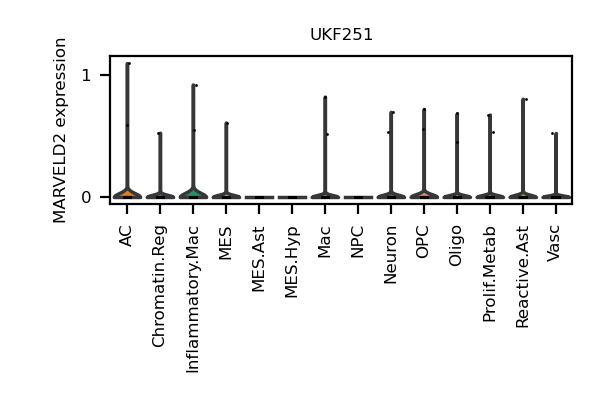 UKF251
MARVELD2 expression
1
0
AC
Chromatin.Reg
Inflammatory.Mac
MES
MES.Ast
MES.Hyp
Mac
NPC
Neuron
OPC
Oligo
Prolif.Metab
Reactive.Ast
Vasc